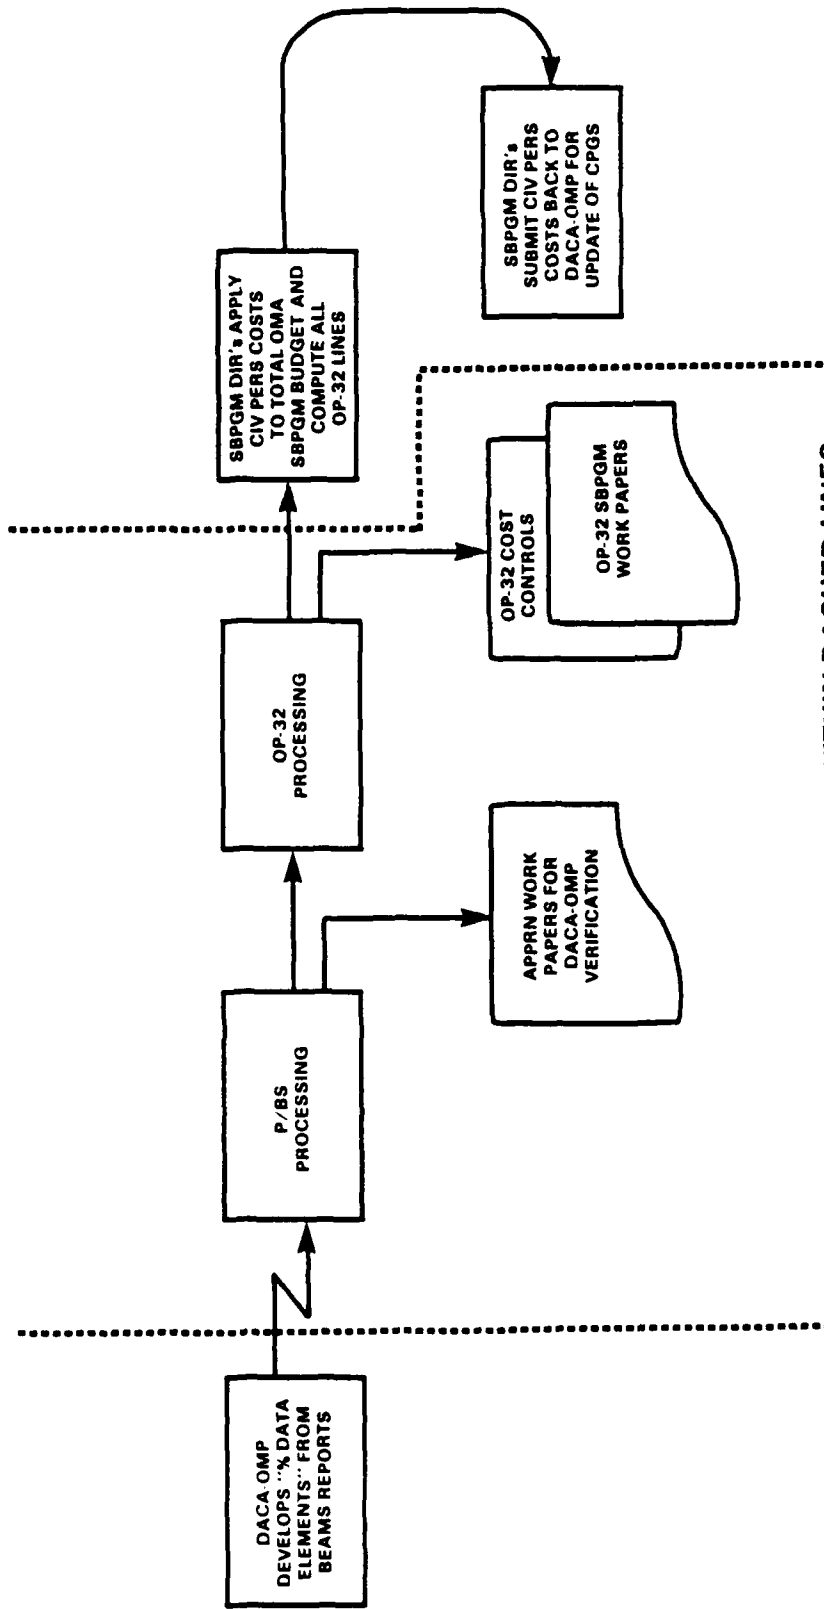 DACA-OMP
DEVELOPS "% DATA
ELEMENTS" FROM
BEAMS REPORTS
P/BS
PROCESSING
OP-32
PROCESSING
SBPGM DIR's APPLY
CIV PERS COSTS
TO TOTAL OMA
SBPGM BUDGET AND
COMPUTE ALL
OP-32 LINES
APPRN WORK
PAPERS FOR
DACA-OMP
VERIFICATION
OP-32 COST
CONTROLS
OP-32 SBPGM
WORK PAPERS
SBPGM DIR's
SUBMIT CIV PERS
COSTS BACK TO
DACA-OMP FOR
UPDATE OF CPGS